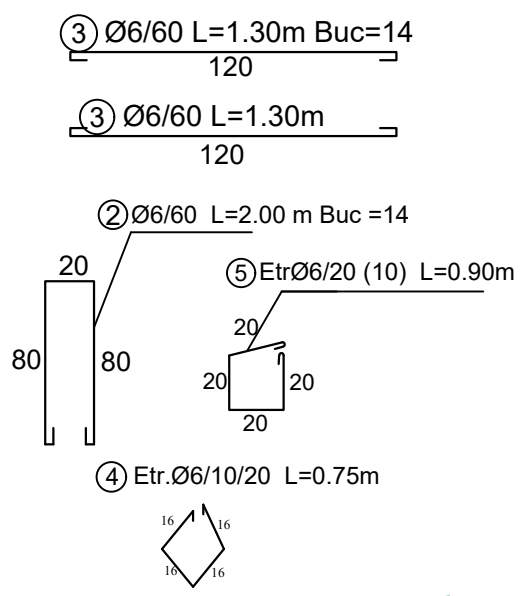 3 Ø6/60 L=1.30m Buc=14
120
3 Ø6/60 L=1.30m
120
2 Ø6/60 L=2.00 m Buc =14
20
5 EtrØ6/20 (10) L=0.90m
20
80 80
20 20
20
4 Etr.Ø6/10/20 L=0.75m
16 16
16 16